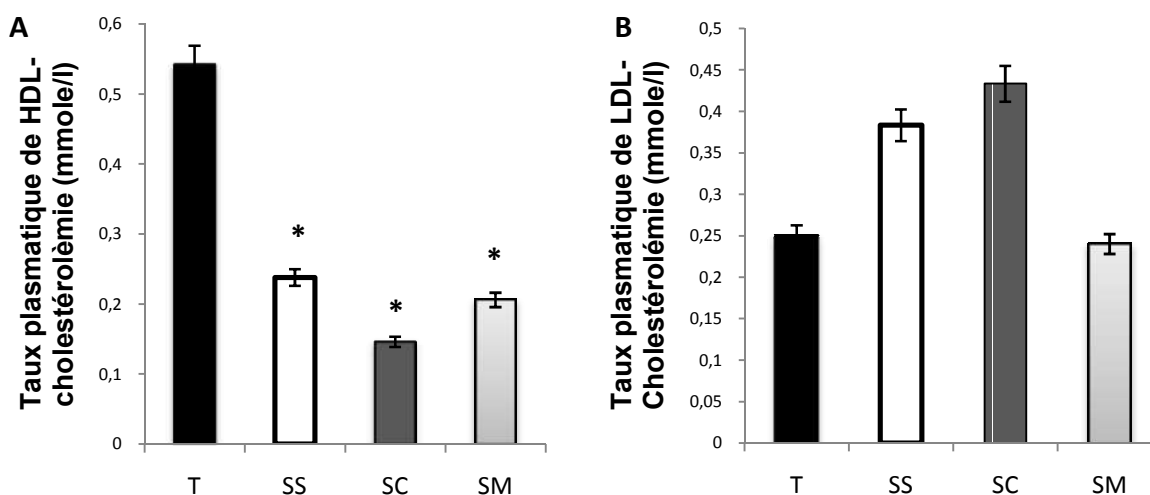 A
Taux plasmatique de HDL-
cholestérolèmie (mmole/l)
0,6
0,5
0,4
0,3
0,2
0,1
0
*
*
*
T SS SC SM
B
Taux plasmatique de LDL-
Cholestérolémie (mmole/l)
0,5
0,45
0,4
0,35
0,3
0,25
0,2
0,15
0,1
0,05
0
T SS SC SM